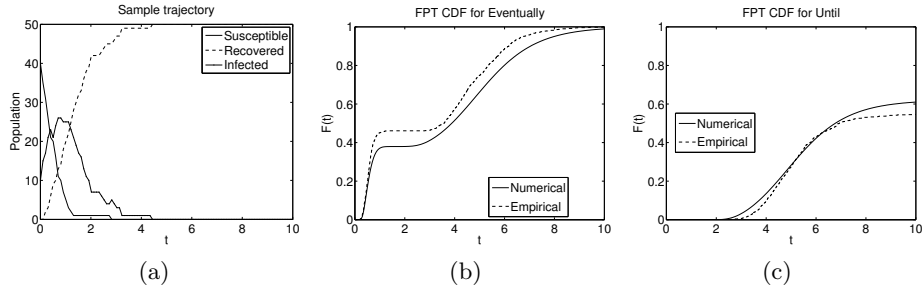 Sample trajectory
50
40
30
20
10
0
Population
0 2 4 6 8 10
t
Susceptible
Recovered
Infected
(a)
FPT CDF for Eventually
1
0.8
0.6
0.4
0.2
0
F(t)
0 2 4 6 8 10
t
Numerical
Empirical
(b)
FPT CDF for Until
1
0.8
0.6
0.4
0.2
0
F(t)
0 2 4 6 8 10
t
Numerical
Empirical
(c)